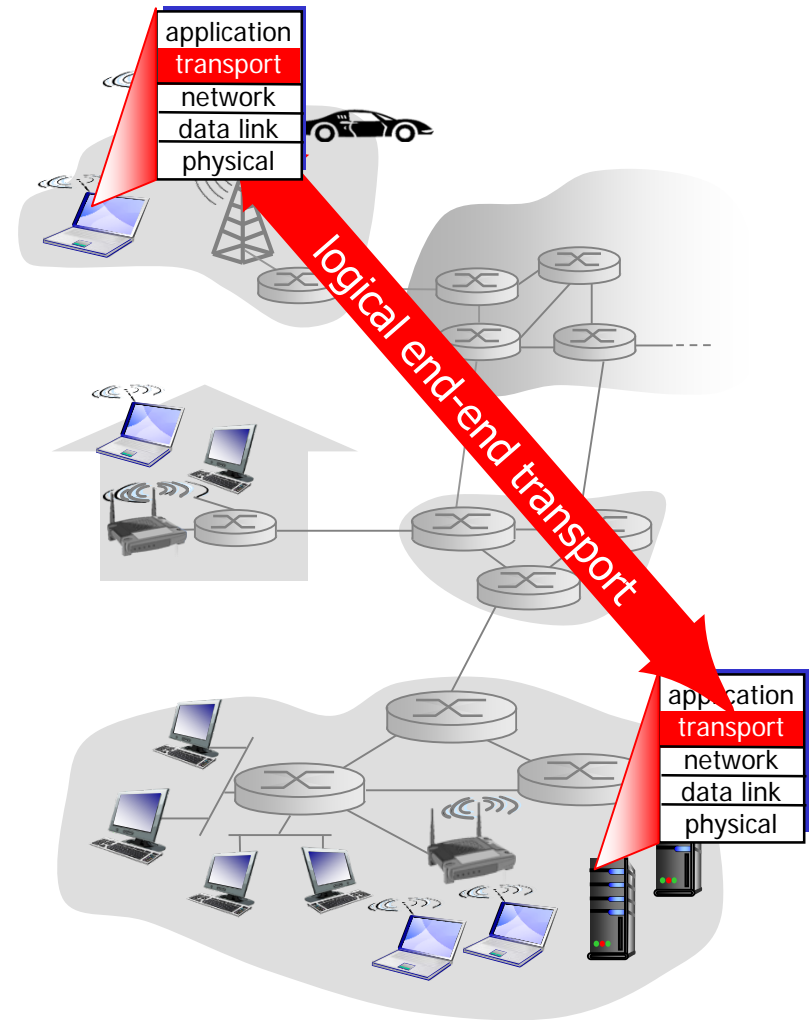 application
transport
network
data link
physical
logical end-end transport
application
transport
network
data link
physical